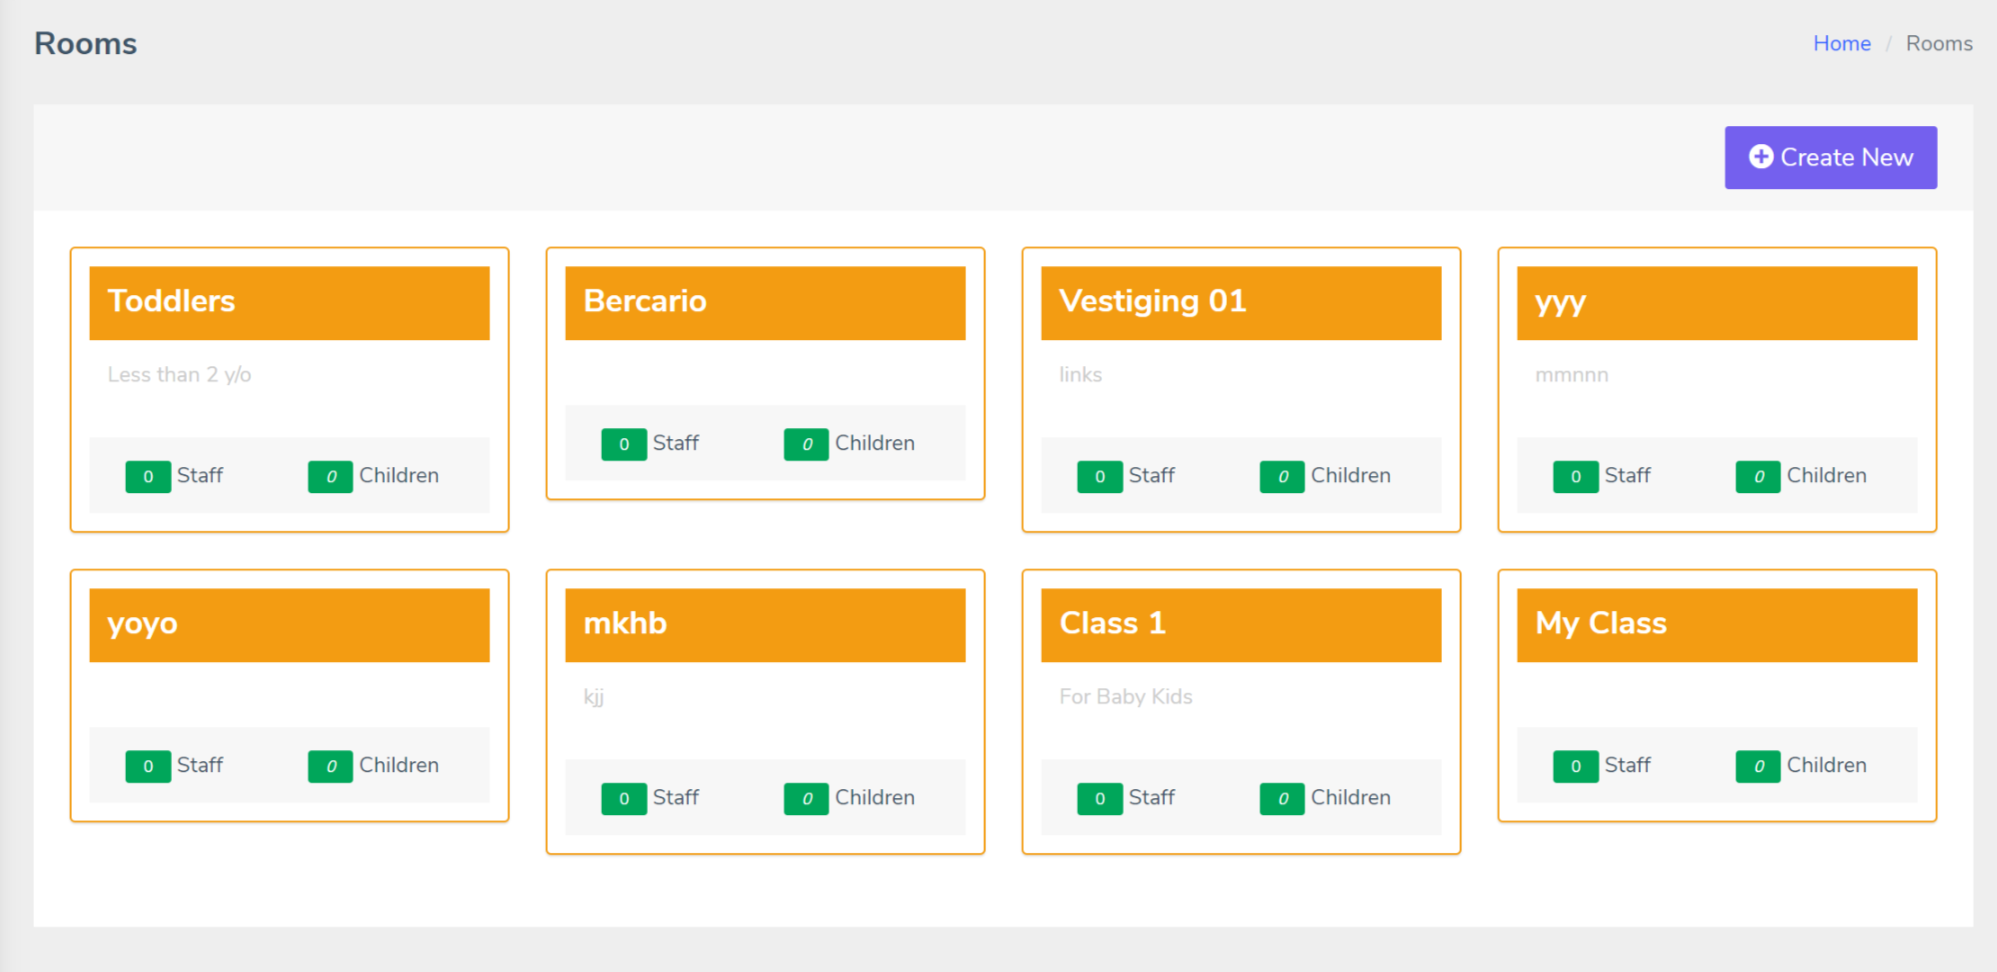 Rooms
Home / Rooms
Create New
Toddlers
Less than 2 y/o
0 Staff 0 Children
Bercario
0 Staff 0 Children
Vestiging 01
links
0 Staff 0 Children
yyy
mmnnn
0 Staff 0 Children
yoyo
0 Staff 0 Children
mkhb
kjj
0 Staff 0 Children
Class 1
For Baby Kids
0 Staff 0 Children
My Class
0 Staff 0 Children